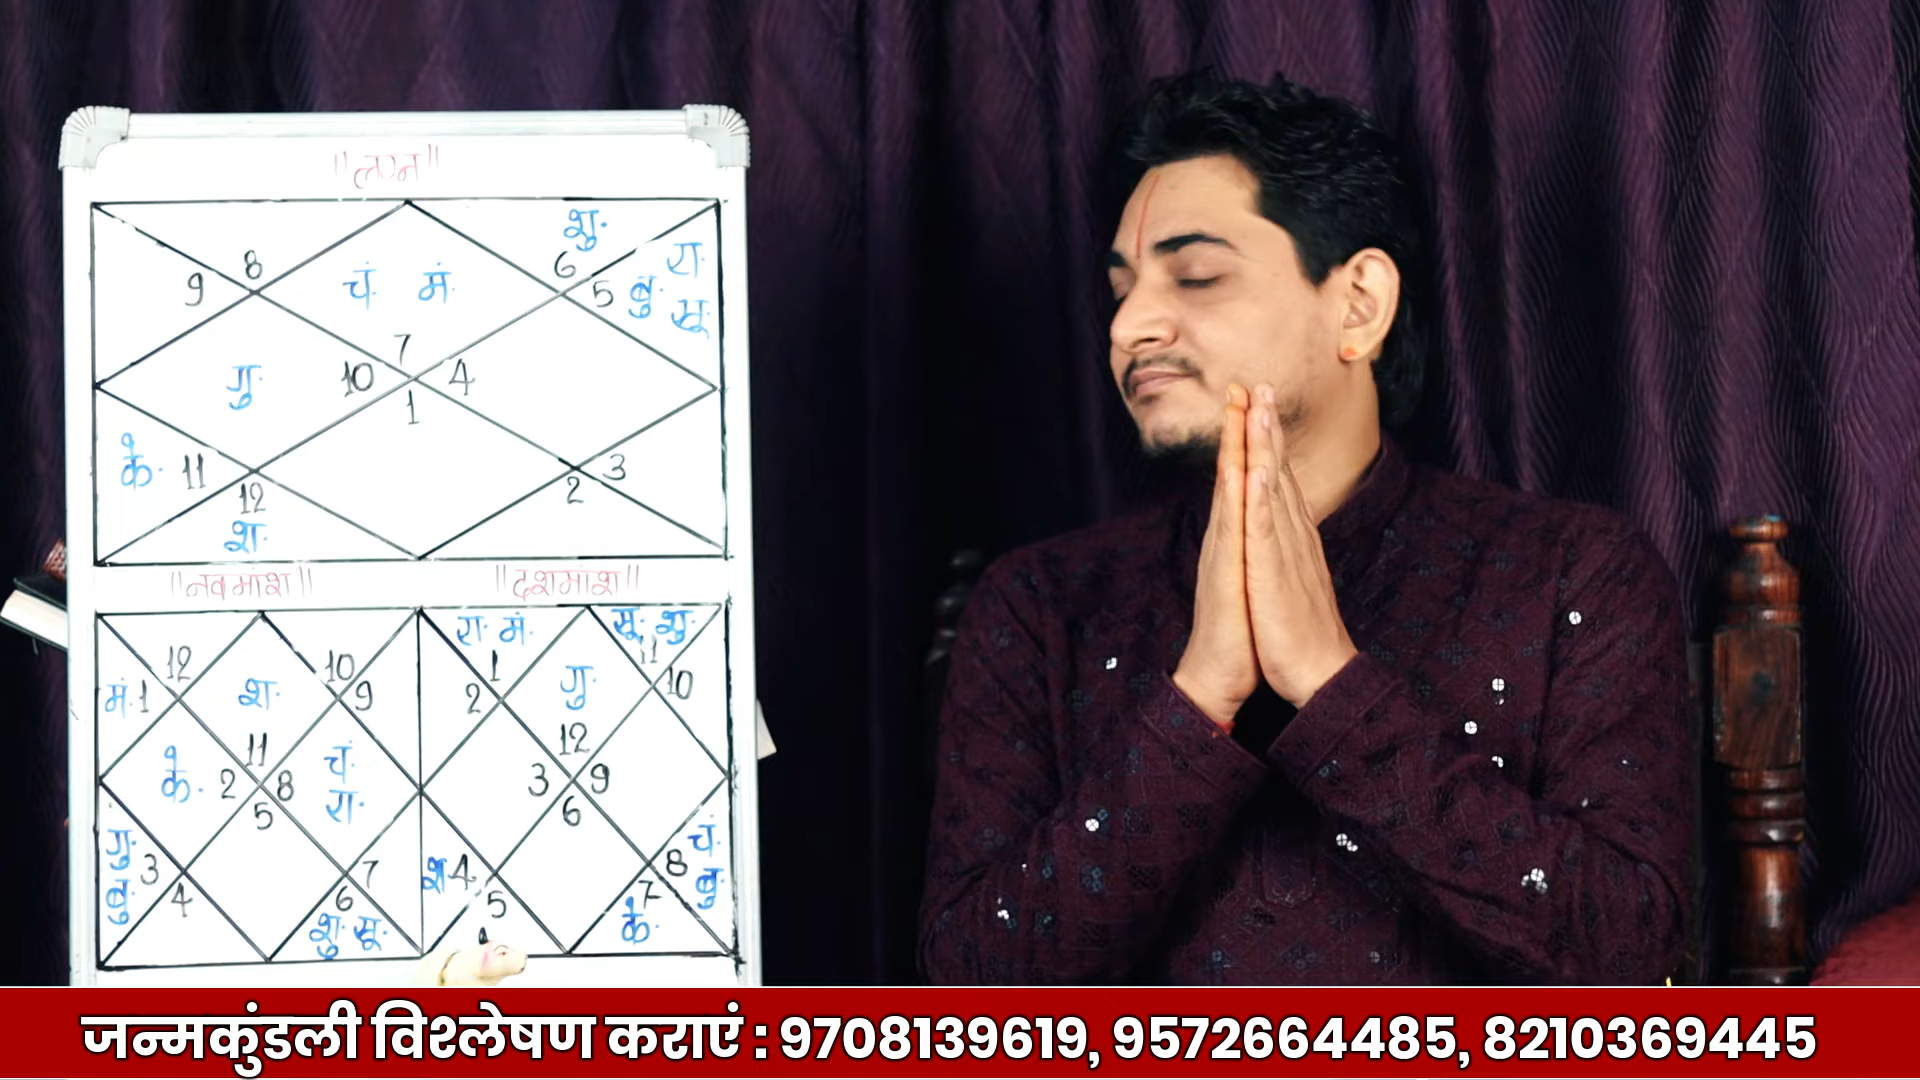 ॥लग्न॥
शु.
8 6 रा.
9 चं. मं. 5 बु. सू.
7
गु. 10 4
1
के. 11 3
12 2
श.
॥नवमांश॥ ॥दशमांश॥
रा. मं. सू. शु.
12 10 1 11
मं. 1 श. 9 2 गु. 10
11 12
के. 2 8 चं. रा. 3 9
5 6
गु. बु. 3 7 श 4 8 चं. बु.
4 6 5 7
शु. सू. के.
जन्मकुंडली विश्लेषण कराएं : 9708139619, 9572664485, 8210369445